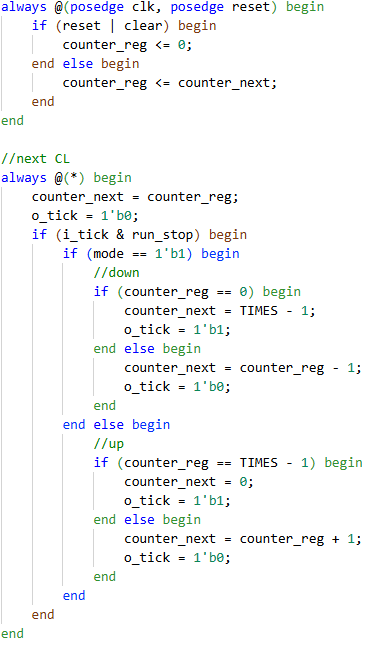 always @(posedge clk, posedge reset) begin
    if (reset | clear) begin
        counter_reg <= 0;
    end else begin
        counter_reg <= counter_next;
    end
end

//next CL
always @(*) begin
    counter_next = counter_reg;
    o_tick = 1'b0;
    if (i_tick & run_stop) begin
        if (mode == 1'b1) begin
            //down
            if (counter_reg == 0) begin
                counter_next = TIMES - 1;
                o_tick = 1'b1;
            end else begin
                counter_next = counter_reg - 1;
                o_tick = 1'b0;
            end
        end else begin
            //up
            if (counter_reg == TIMES - 1) begin
                counter_next = 0;
                o_tick = 1'b1;
            end else begin
                counter_next = counter_reg + 1;
                o_tick = 1'b0;
            end
        end
    end
end